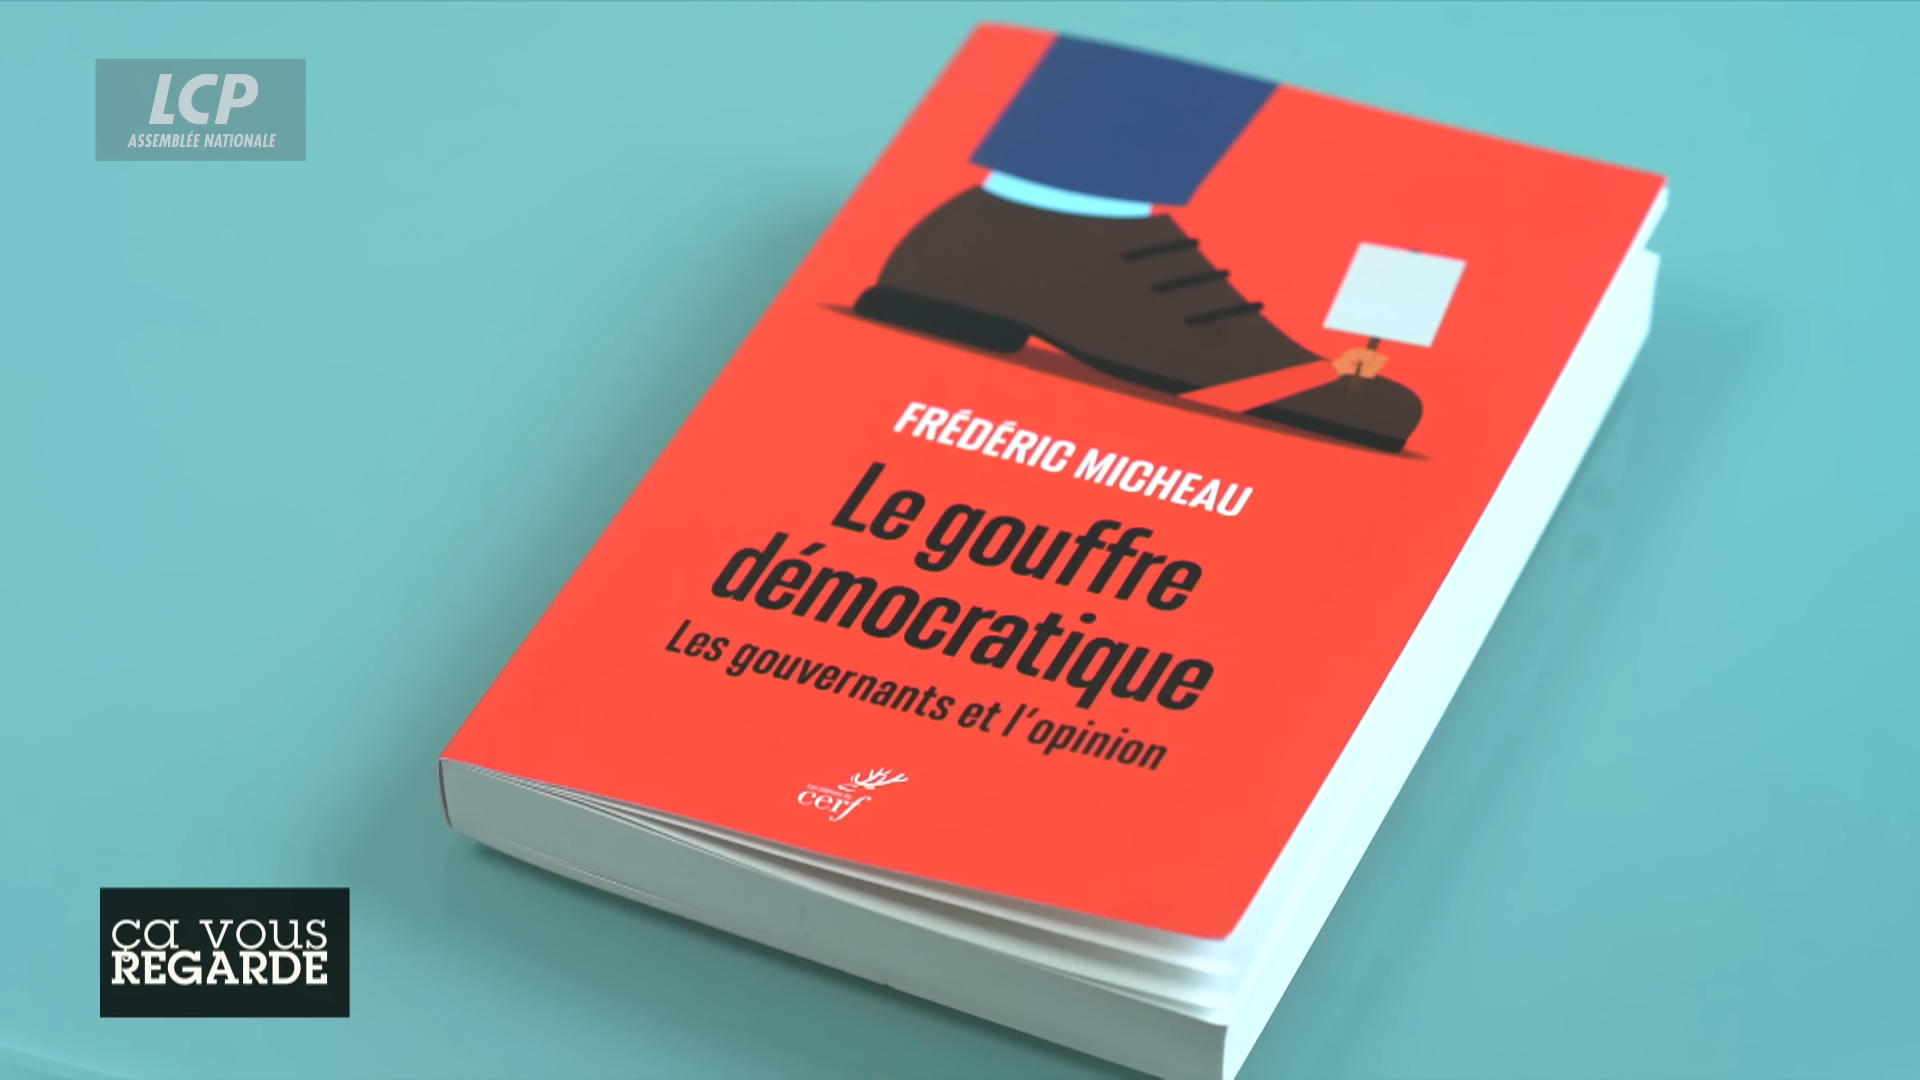 LCP
ASSEMBLÉE NATIONALE
FRÉDÉRIC MICHEAU
Le gouffre
démocratique
Les gouvernants et l'opinion
cerf
ça vous
REGARDE